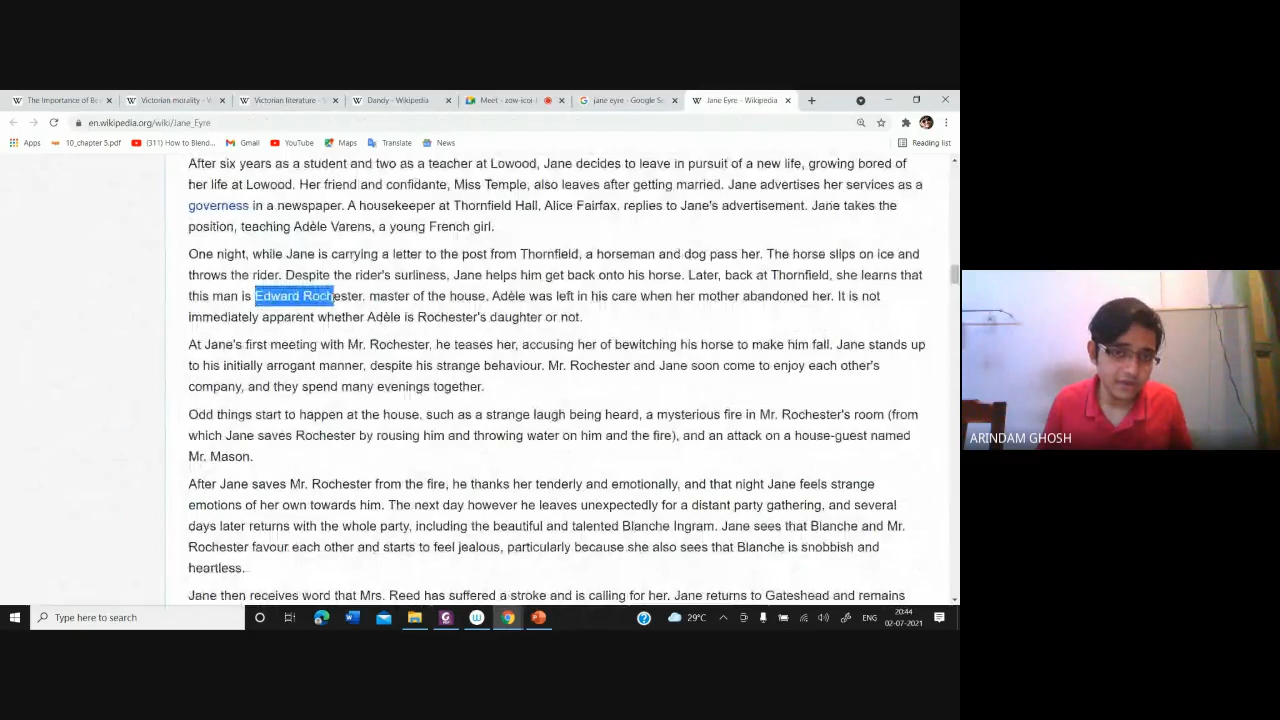 The Importance of Be
Victorian morality - W
Victorian literature -
Dandy - Wikipedia
Meet - zow-icoi-
jane eyre - Google Se
Jane Eyre - Wikipedia
en.wikipedia.org/wiki/Jane_Eyre
Apps
10_chapter 5.pdf
(311) How to Blend...
Gmail
YouTube
Maps
Translate
News
Reading list
After six years as a student and two as a teacher at Lowood, Jane decides to leave in pursuit of a new life, growing bored of
her life at Lowood. Her friend and confidante, Miss Temple, also leaves after getting married. Jane advertises her services as a
governess in a newspaper. A housekeeper at Thornfield Hall, Alice Fairfax, replies to Jane's advertisement. Jane takes the
position, teaching Adèle Varens, a young French girl.
One night, while Jane is carrying a letter to the post from Thornfield, a horseman and dog pass her. The horse slips on ice and
throws the rider. Despite the rider's surliness, Jane helps him get back onto his horse. Later, back at Thornfield, she learns that
this man is Edward Rochester, master of the house. Adèle was left in his care when her mother abandoned her. It is not
immediately apparent whether Adèle is Rochester's daughter or not.
At Jane's first meeting with Mr. Rochester, he teases her, accusing her of bewitching his horse to make him fall. Jane stands up
to his initially arrogant manner, despite his strange behaviour. Mr. Rochester and Jane soon come to enjoy each other's
company, and they spend many evenings together.
Odd things start to happen at the house, such as a strange laugh being heard, a mysterious fire in Mr. Rochester's room (from
which Jane saves Rochester by rousing him and throwing water on him and the fire), and an attack on a house-guest named
Mr. Mason.
After Jane saves Mr. Rochester from the fire, he thanks her tenderly and emotionally, and that night Jane feels strange
emotions of her own towards him. The next day however he leaves unexpectedly for a distant party gathering, and several
days later returns with the whole party, including the beautiful and talented Blanche Ingram. Jane sees that Blanche and Mr.
Rochester favour each other and starts to feel jealous, particularly because she also sees that Blanche is snobbish and
heartless.
Jane then receives word that Mrs. Reed has suffered a stroke and is calling for her. Jane returns to Gateshead and remains
ARINDAM GHOSH
Type here to search
29°C
ENG
20:44
02-07-2021